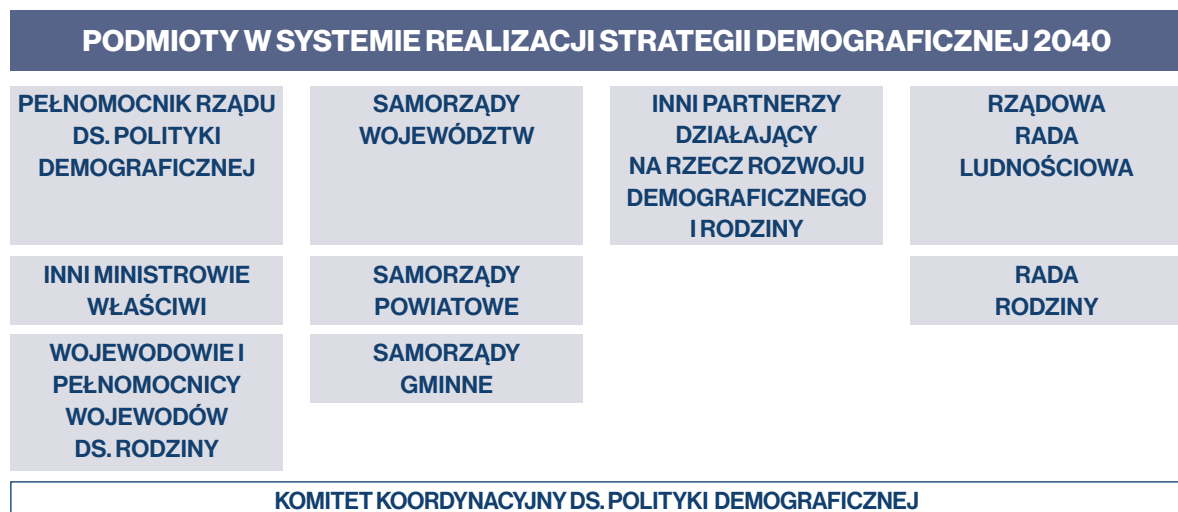 PODMIOTY W SYSTEMIE REALIZACJI STRATEGII DEMOGRAFICZNEJ 2040
PEŁNOMOCNIK RZĄDU
DS. POLITYKI
DEMOGRAFICZNEJ
SAMORZĄDY
WOJEWÓDZTW
INNI PARTNERZY
DZIAŁAJĄCY
NA RZECZ ROZWOJU
DEMOGRAFICZNEGO
I RODZINY
RZĄDOWA
RADA
LUDNOŚCIOWA
INNI MINISTROWIE
WŁAŚCIWI
SAMORZĄDY
POWIATOWE
RADA
RODZINY
WOJEWODOWIE I
PEŁNOMOCNICY
WOJEWODÓW
DS. RODZINY
SAMORZĄDY
GMINNE
KOMITET KOORDYNACYJNY DS. POLITYKI DEMOGRAFICZNEJ